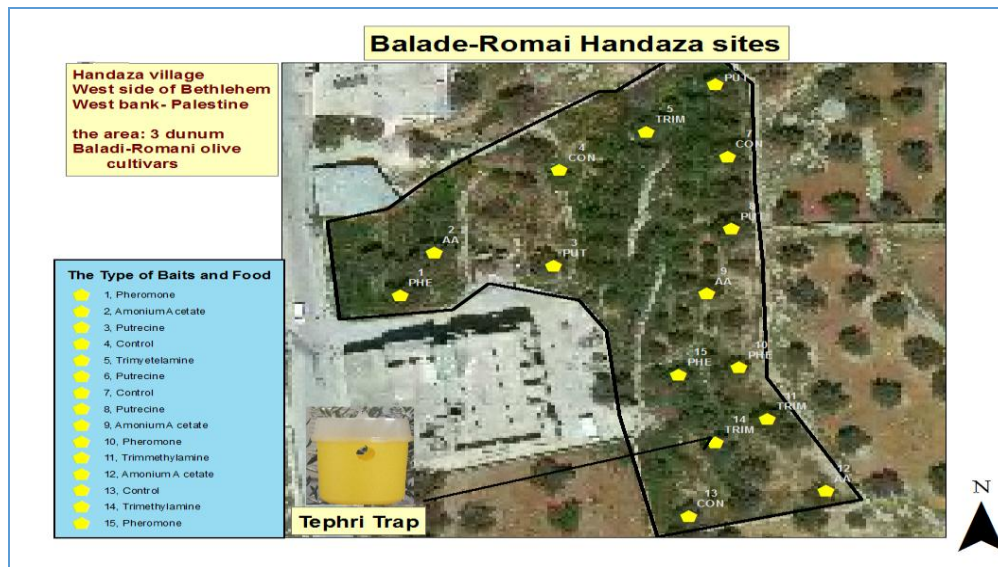 Balade-Romai Handaza sites
Handaza village
West side of Bethlehem
West bank- Palestine
the area: 3 dunum
Baladi-Romani olive
cultivars
The Type of Baits and Food
1, Pheromone
2, Amonium Acetate
3, Putrecine
4, Control
5, Trimyetelamine
6, Putrecine
7, Control
8, Putrecine
9, Amonium Acetate
10, Pheromone
11, Trimmethylamine
12, Amonium Acetate
13, Control
14, Trimethylamine
15, Pheromone
PUT
5
TRIM
7
CON
4
CON
8
PUT
2
AA
3
PUT
1
PHE
9
AA
10
PHE
15
PHE
11
TRIM
14
TRIM
12
AA
13
CON
Tephri Trap
N